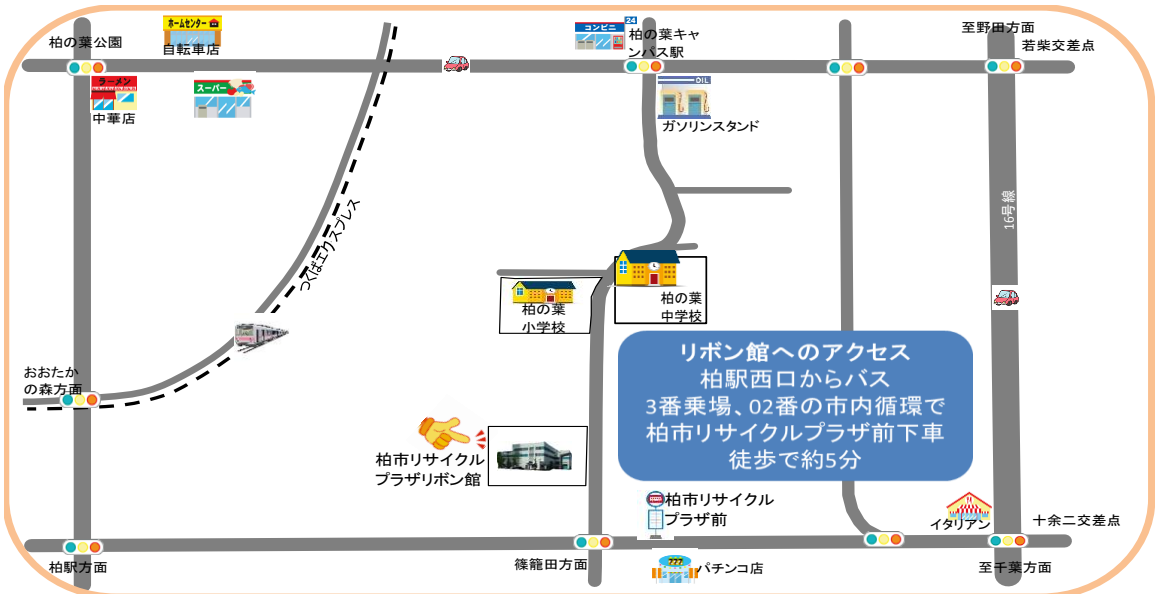 至野田方面
ホームセンター
コンビニ
24
柏の葉キャ
ンパス駅
若柴交差点
柏の葉公園
自転車店
ラーメン
スーパー
OIL
中華店
ガソリンスタンド
16号線
つくばエクスプレス
柏の葉
小学校
柏の葉
中学校
リボン館へのアクセス
柏駅西口からバス
3番乗場、02番の市内循環で
柏市リサイクルプラザ前下車
徒歩で約5分
おおたか
の森方面
柏市リサイクル
プラザリボン館
柏市リサイクル
プラザ前
イタリアン
十余二交差点
柏駅方面
篠籠田方面
777
パチンコ店
至千葉方面